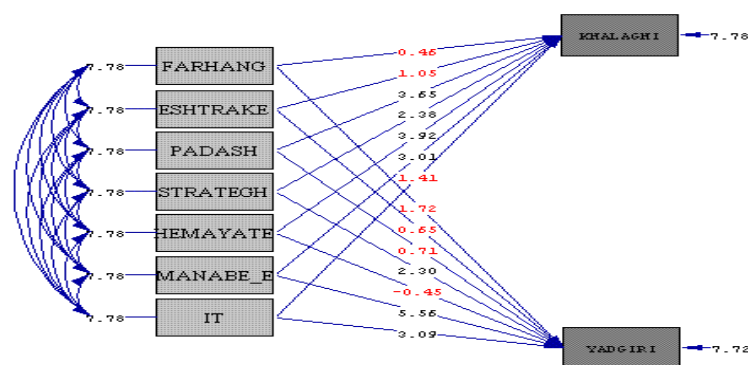 KHALAGHI
7.78
0.46
7.78
FARHANG
1.05
7.78
ESHTRAKE
3.65
2.38
7.78
PADASH
3.92
3.01
7.78
STRATEGH
1.41
1.72
7.78
HEMAYATE
0.65
0.71
7.78
MANABE_E
2.30
-0.45
7.78
IT
5.56
3.09
YADGIRI
7.72